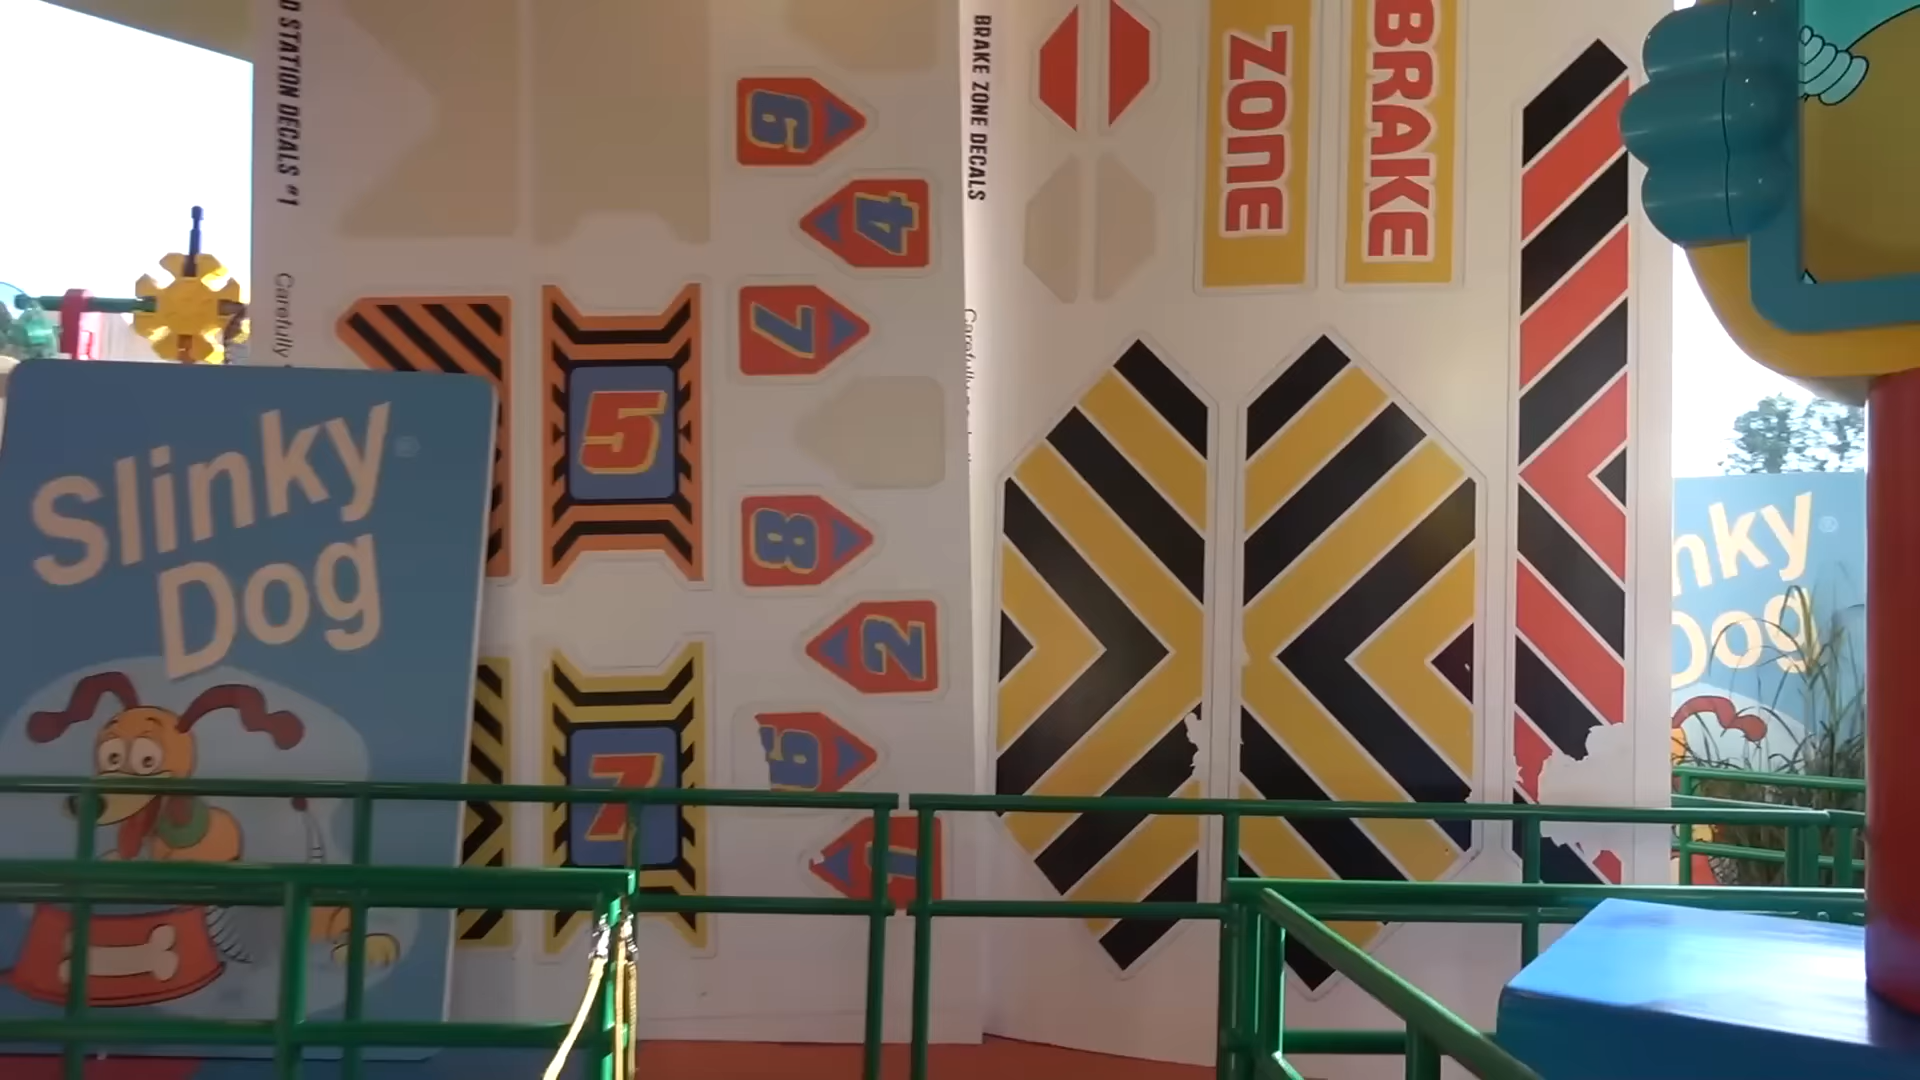 D STATION DECALS #1
Carefully
9
4
7
5
8
2
7
6
1
BRAKE ZONE DECALS
Carefully
ZONE
BRAKE
Slinky
Dog
nky
Dog